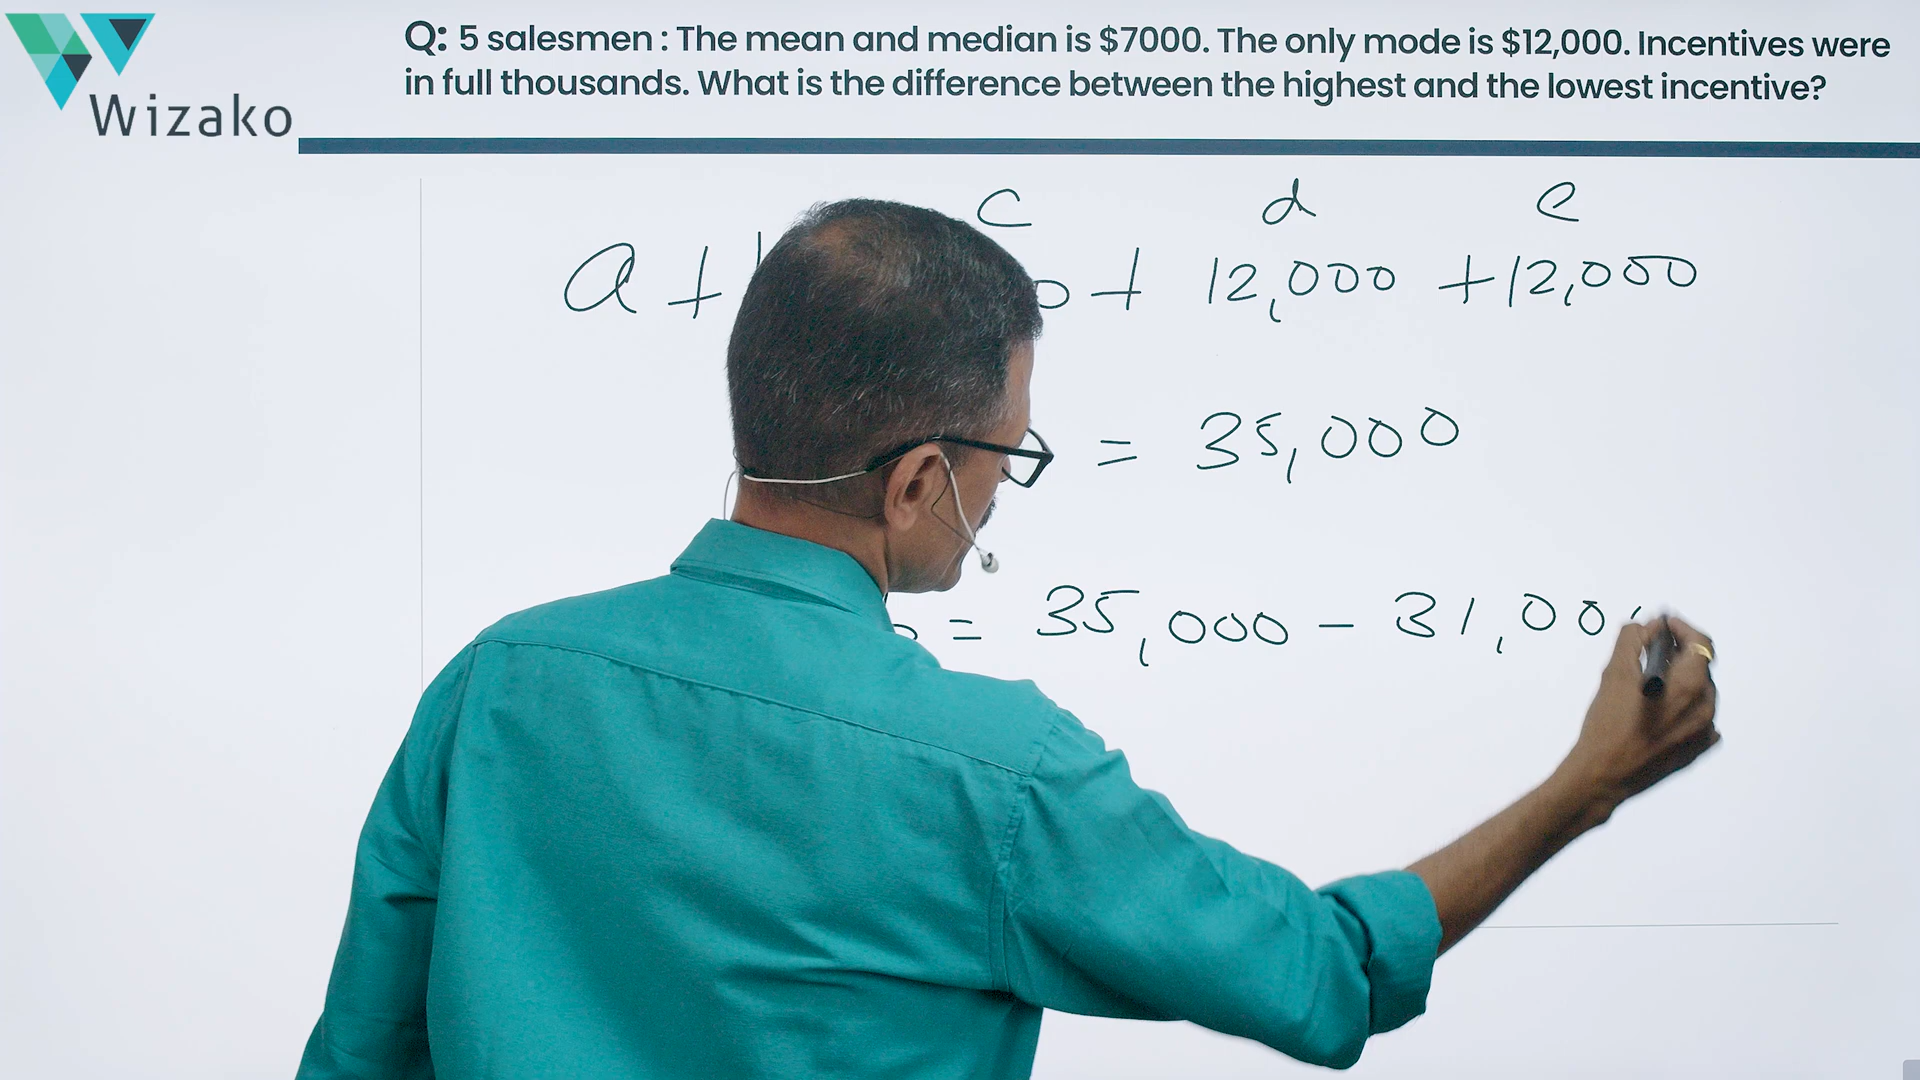 Wizako
Q: 5 salesmen : The mean and median is $7000. The only mode is $12,000. Incentives were
in full thousands. What is the difference between the highest and the lowest incentive?
c d e
a + + 12,000 + 12,000
= 35,000
= 35,000 - 31,00